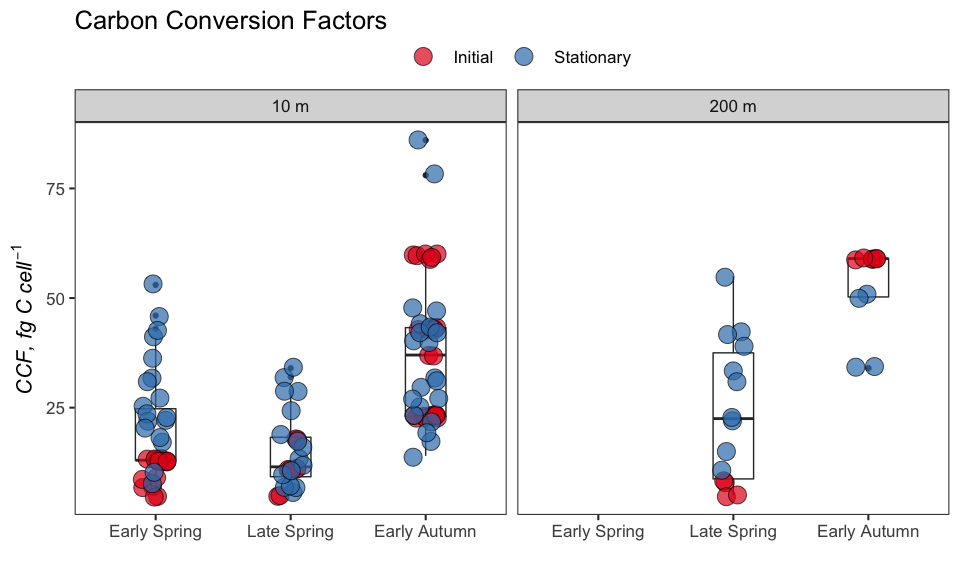 Carbon Conversion Factors
Initial Stationary
10 m 200 m
75
50
25
CCF, fg C cell⁻¹
Early Spring Late Spring Early Autumn Early Spring Late Spring Early Autumn